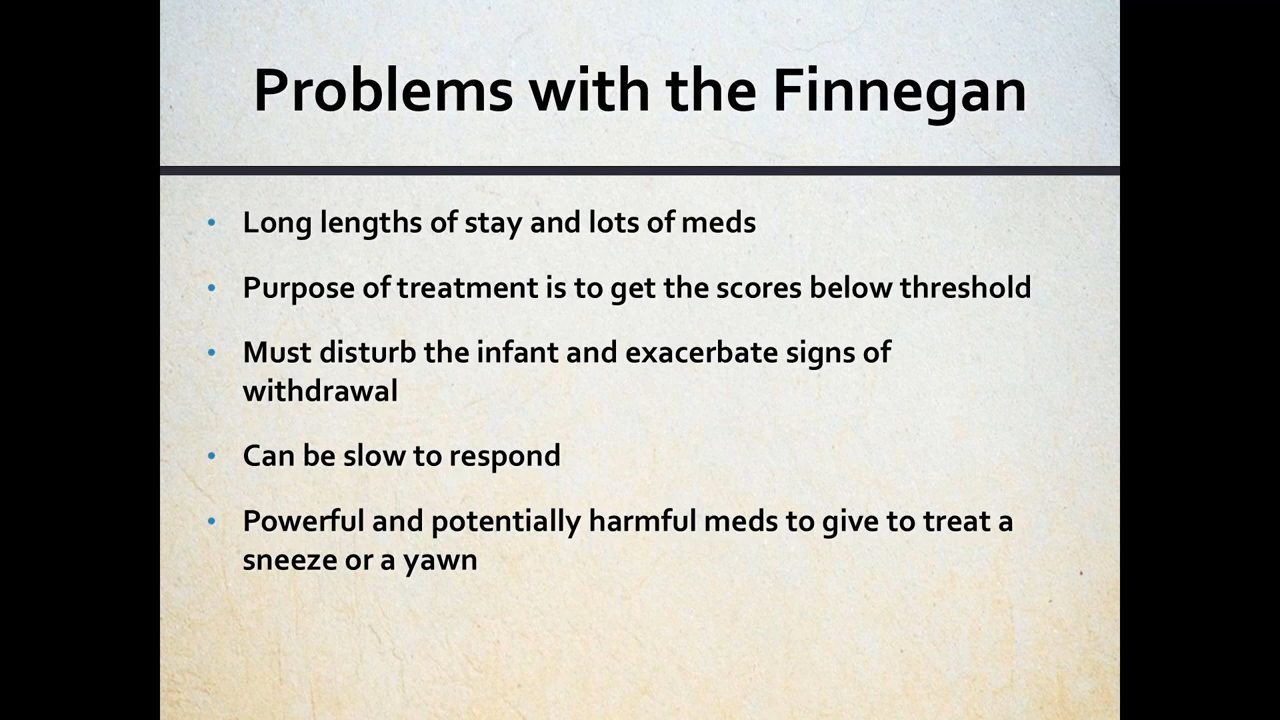 Problems with the Finnegan
• Long lengths of stay and lots of meds
• Purpose of treatment is to get the scores below threshold
• Must disturb the infant and exacerbate signs of
withdrawal
• Can be slow to respond
• Powerful and potentially harmful meds to give to treat a
sneeze or a yawn